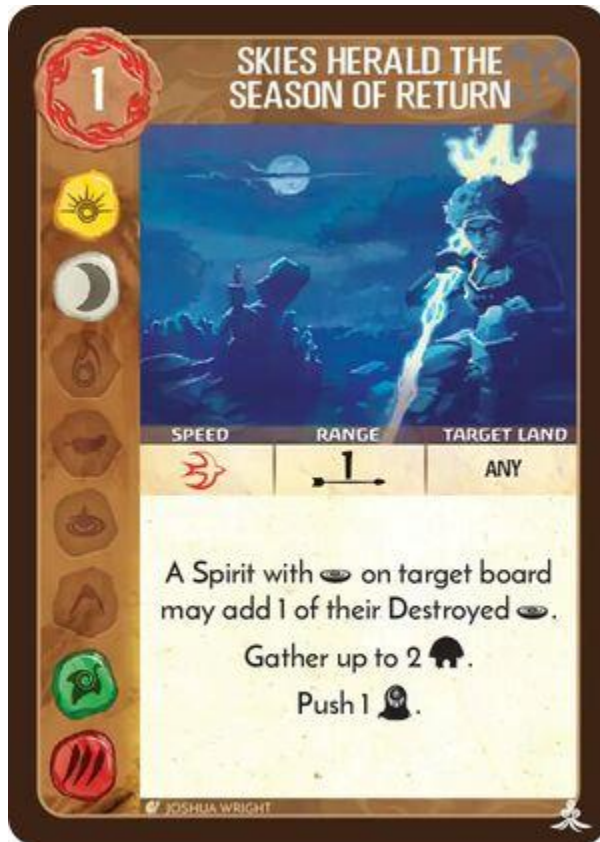 1
SKIES HERALD THE
SEASON OF RETURN
SPEED RANGE TARGET LAND
1 ANY
A Spirit with on target board
may add 1 of their Destroyed .
Gather up to 2 .
Push 1 .
JOSHUA WRIGHT